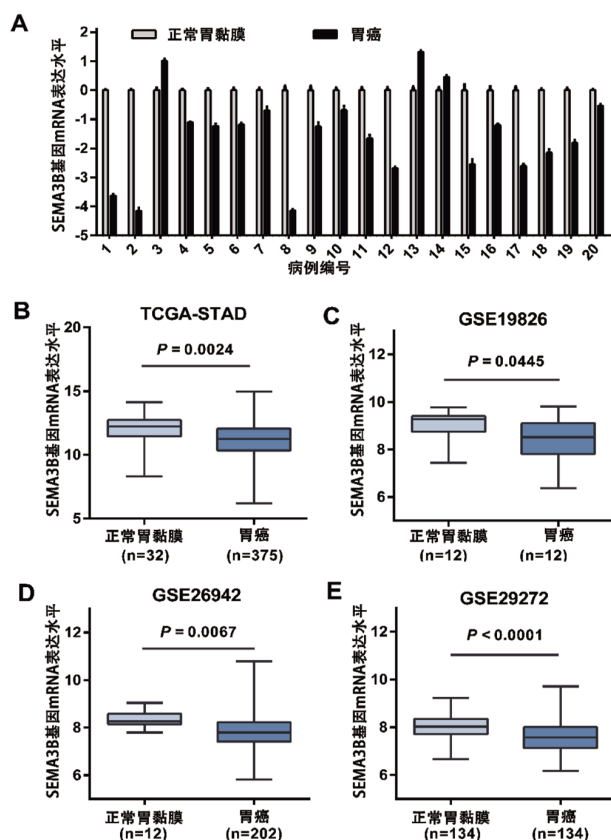 A
正常胃黏膜 胃癌
SEMA3B基因mRNA表达水平
2
1
0
-1
-2
-3
-4
-5
1 2 3 4 5 6 7 8 9 10 11 12 13 14 15 16 17 18 19 20
病例编号
B
TCGA-STAD
SEMA3B基因mRNA表达水平
20
15
10
5
P = 0.0024
正常胃黏膜 胃癌
(n=32) (n=375)
C
GSE19826
SEMA3B基因mRNA表达水平
12
10
8
6
P = 0.0445
正常胃黏膜 胃癌
(n=12) (n=12)
D
GSE26942
SEMA3B基因mRNA表达水平
12
10
8
6
P = 0.0067
正常胃黏膜 胃癌
(n=12) (n=202)
E
GSE29272
SEMA3B基因mRNA表达水平
12
10
8
6
P < 0.0001
正常胃黏膜 胃癌
(n=134) (n=134)